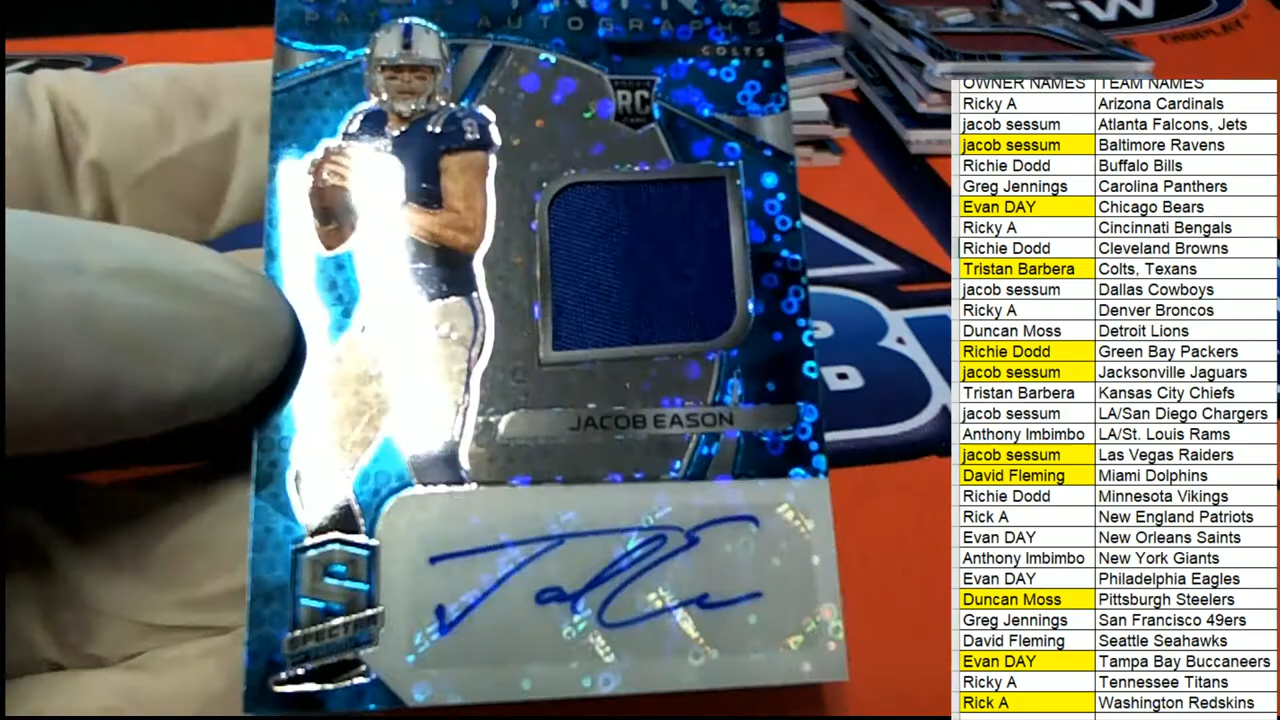 AUTOGRAPHS
COLTS
RC
JACOB EASON
SPECTRA
OWNER NAMES TEAM NAMES
Ricky A Arizona Cardinals
jacob sessum Atlanta Falcons, Jets
jacob sessum Baltimore Ravens
Richie Dodd Buffalo Bills
Greg Jennings Carolina Panthers
Evan DAY Chicago Bears
Ricky A Cincinnati Bengals
Richie Dodd Cleveland Browns
Tristan Barbera Colts, Texans
jacob sessum Dallas Cowboys
Ricky A Denver Broncos
Duncan Moss Detroit Lions
Richie Dodd Green Bay Packers
jacob sessum Jacksonville Jaguars
Tristan Barbera Kansas City Chiefs
jacob sessum LA/San Diego Chargers
Anthony Imbimbo LA/St. Louis Rams
jacob sessum Las Vegas Raiders
David Fleming Miami Dolphins
Richie Dodd Minnesota Vikings
Rick A New England Patriots
Evan DAY New Orleans Saints
Anthony Imbimbo New York Giants
Evan DAY Philadelphia Eagles
Duncan Moss Pittsburgh Steelers
Greg Jennings San Francisco 49ers
David Fleming Seattle Seahawks
Evan DAY Tampa Bay Buccaneers
Ricky A Tennessee Titans
Rick A Washington Redskins